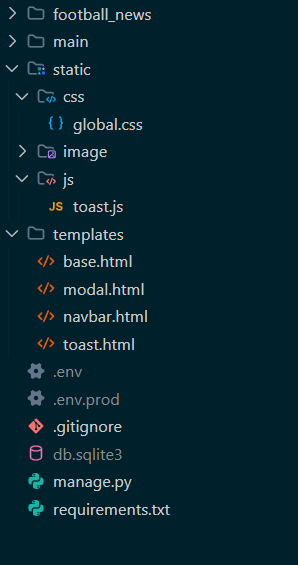 football_news
main
static
css
global.css
image
js
JS toast.js
templates
base.html
modal.html
navbar.html
toast.html
.env
.env.prod
.gitignore
db.sqlite3
manage.py
requirements.txt